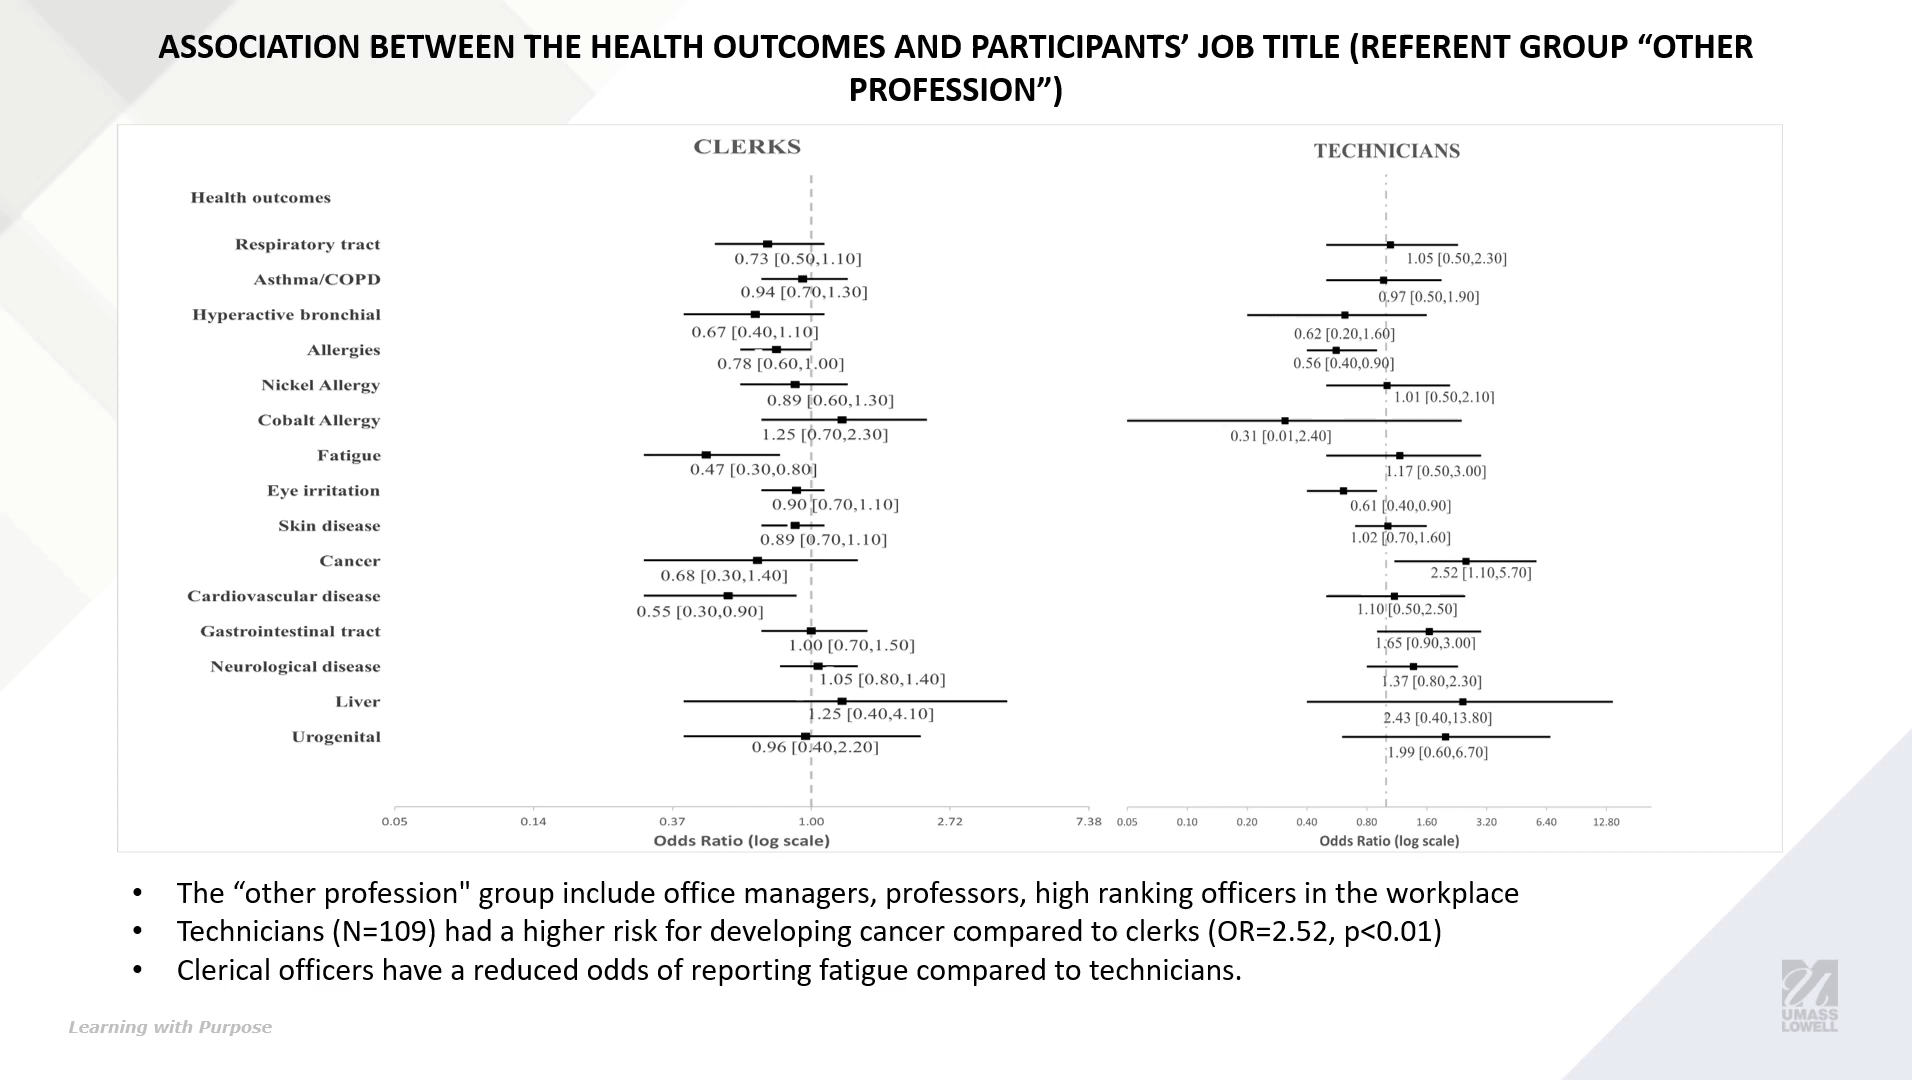 ASSOCIATION BETWEEN THE HEALTH OUTCOMES AND PARTICIPANTS’ JOB TITLE (REFERENT GROUP “OTHER
PROFESSION”)
CLERKS
TECHNICIANS
Health outcomes
Respiratory tract
0.73 [0.50,1.10]
1.05 [0.50,2.30]
Asthma/COPD
0.94 [0.70,1.30]
0.97 [0.50,1.90]
Hyperactive bronchial
0.67 [0.40,1.10]
0.62 [0.20,1.60]
Allergies
0.78 [0.60,1.00]
0.56 [0.40,0.90]
Nickel Allergy
0.89 [0.60,1.30]
1.01 [0.50,2.10]
Cobalt Allergy
1.25 [0.70,2.30]
0.31 [0.01,2.40]
Fatigue
0.47 [0.30,0.80]
1.17 [0.50,3.00]
Eye irritation
0.90 [0.70,1.10]
0.61 [0.40,0.90]
Skin disease
0.89 [0.70,1.10]
1.02 [0.70,1.60]
Cancer
0.68 [0.30,1.40]
2.52 [1.10,5.70]
Cardiovascular disease
0.55 [0.30,0.90]
1.10 [0.50,2.50]
Gastrointestinal tract
1.00 [0.70,1.50]
1.65 [0.90,3.00]
Neurological disease
1.05 [0.80,1.40]
1.37 [0.80,2.30]
Liver
1.25 [0.40,4.10]
2.43 [0.40,13.80]
Urogenital
0.96 [0.40,2.20]
1.99 [0.60,6.70]
0.05 0.14 0.37 1.00 2.72 7.38
0.05 0.10 0.20 0.40 0.80 1.60 3.20 6.40 12.80
Odds Ratio (log scale)
Odds Ratio (log scale)
• The “other profession" group include office managers, professors, high ranking officers in the workplace
• Technicians (N=109) had a higher risk for developing cancer compared to clerks (OR=2.52, p<0.01)
• Clerical officers have a reduced odds of reporting fatigue compared to technicians.
Learning with Purpose
UMASS
LOWELL